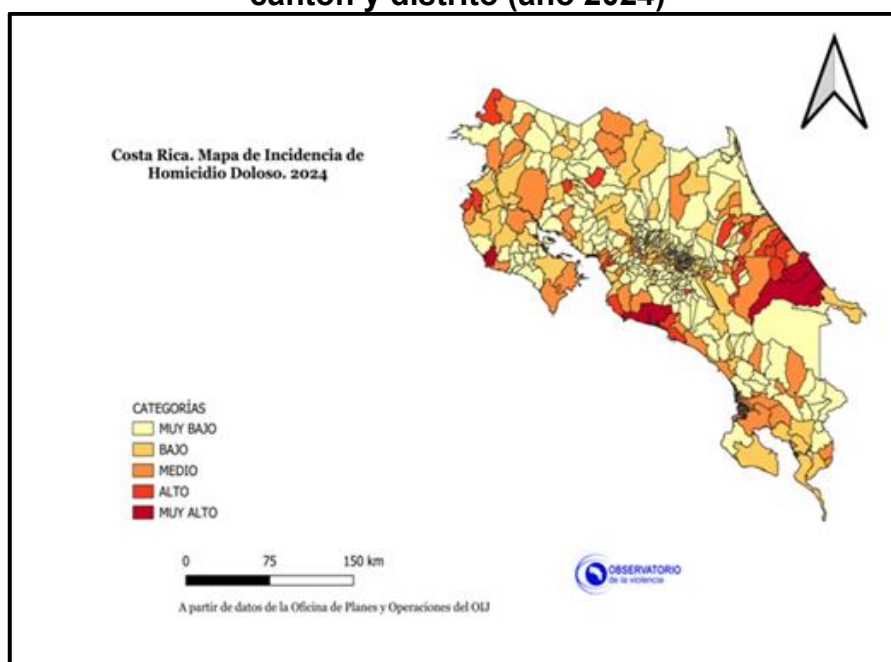 cantón y distrito (año 2024)
Costa Rica. Mapa de Incidencia de
Homicidio Doloso. 2024
CATEGORÍAS
MUY BAJO
BAJO
MEDIO
ALTO
MUY ALTO
0 75 150 km
OBSERVATORIO
de la violencia
A partir de datos de la Oficina de Planes y Operaciones del OIJ